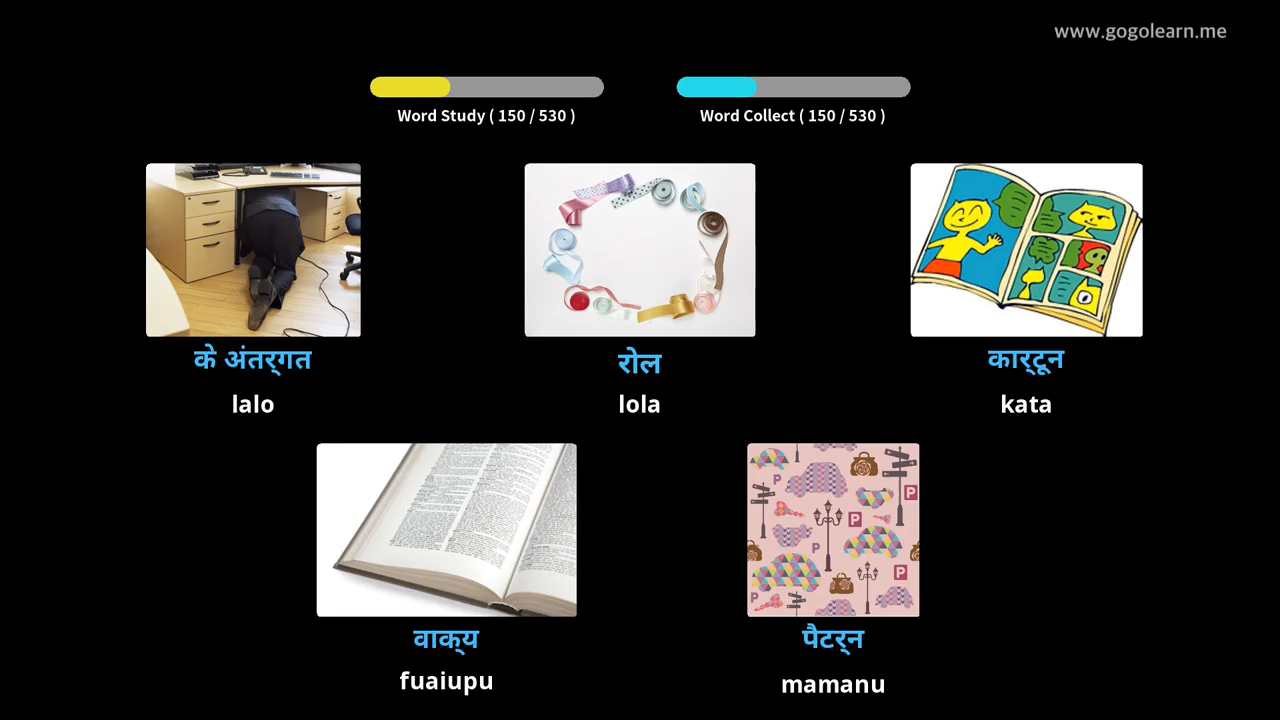 www.gogolearn.me
Word Study ( 150 / 530 )
Word Collect ( 150 / 530 )
के अंतर्गत
रोल
कार्टून
lalo
lola
kata
P
P
P
P
P
P
वाक्य
पैटर्न
fuaiupu
mamanu